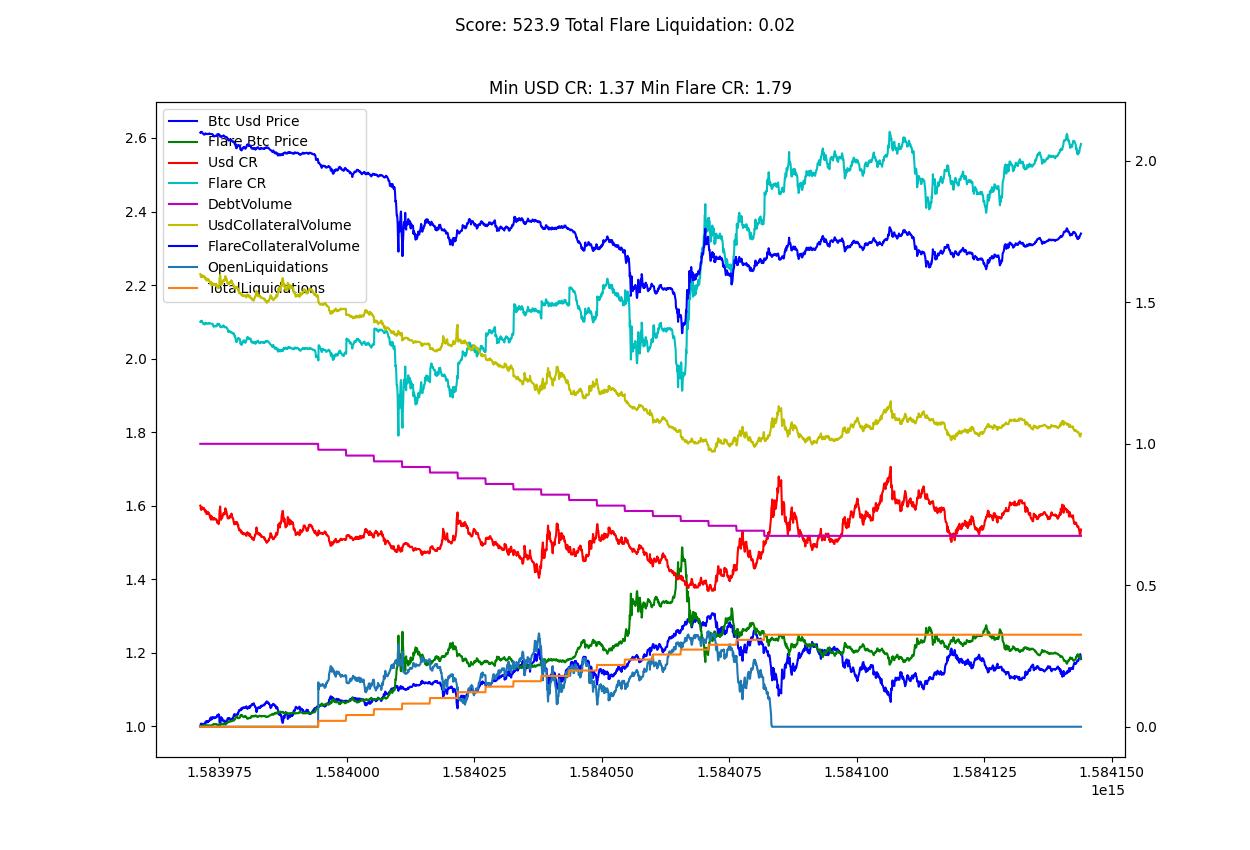 Score: 523.9 Total Flare Liquidation: 0.02
Min USD CR: 1.37 Min Flare CR: 1.79
Btc Usd Price
Flare Btc Price
Usd CR
Flare CR
DebtVolume
UsdCollateralVolume
FlareCollateralVolume
OpenLiquidations
TotalLiquidations
2.6
2.4
2.2
2.0
1.8
1.6
1.4
1.2
1.0
2.0
1.5
1.0
0.5
0.0
1.583975 1.584000 1.584025 1.584050 1.584075 1.584100 1.584125 1.584150
1e15